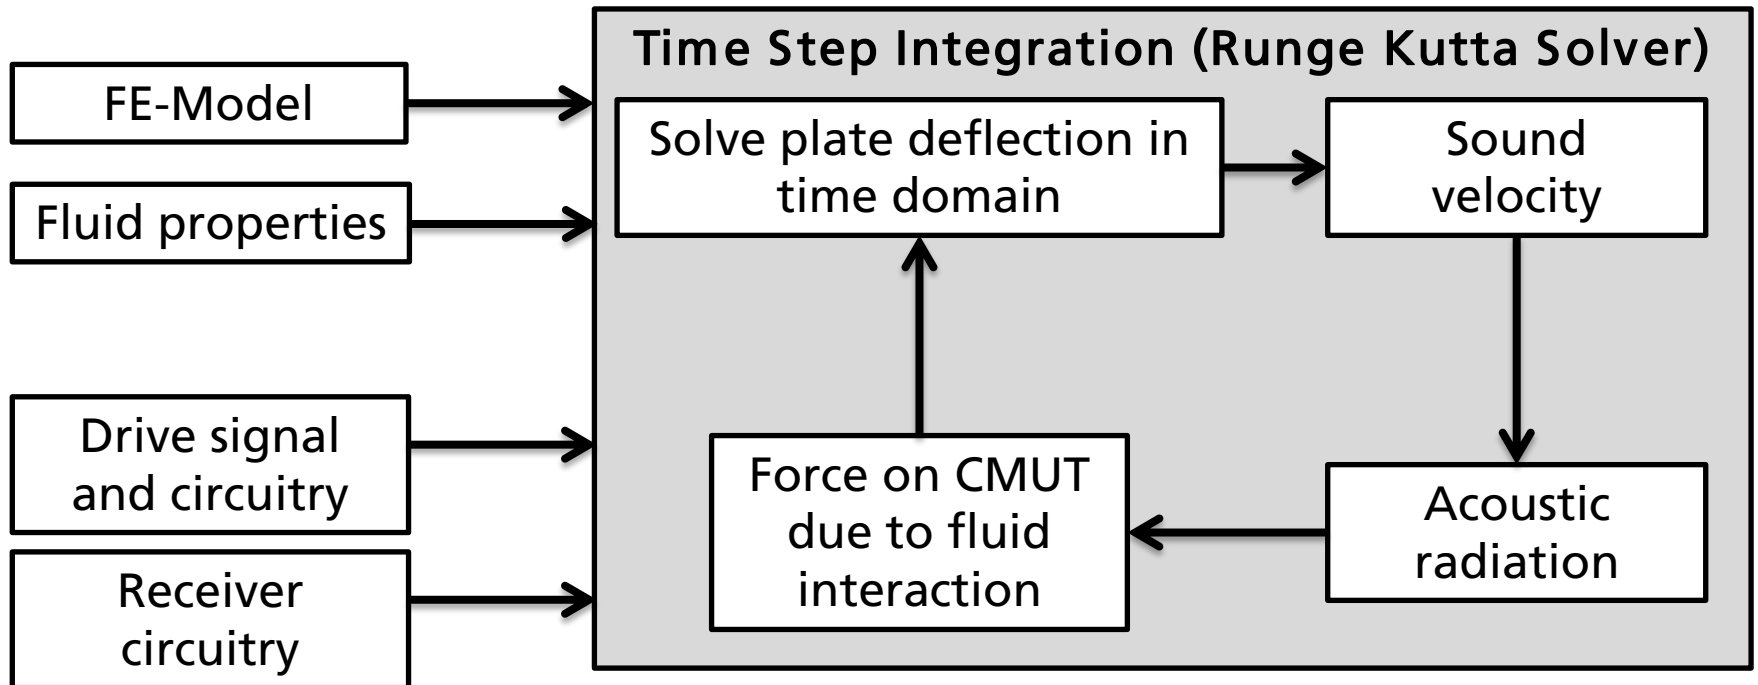 Time Step Integration (Runge Kutta Solver)
FE-Model
Fluid properties
Drive signal
and circuitry
Receiver
circuitry
Solve plate deflection in
time domain
Sound
velocity
Acoustic
radiation
Force on CMUT
due to fluid
interaction